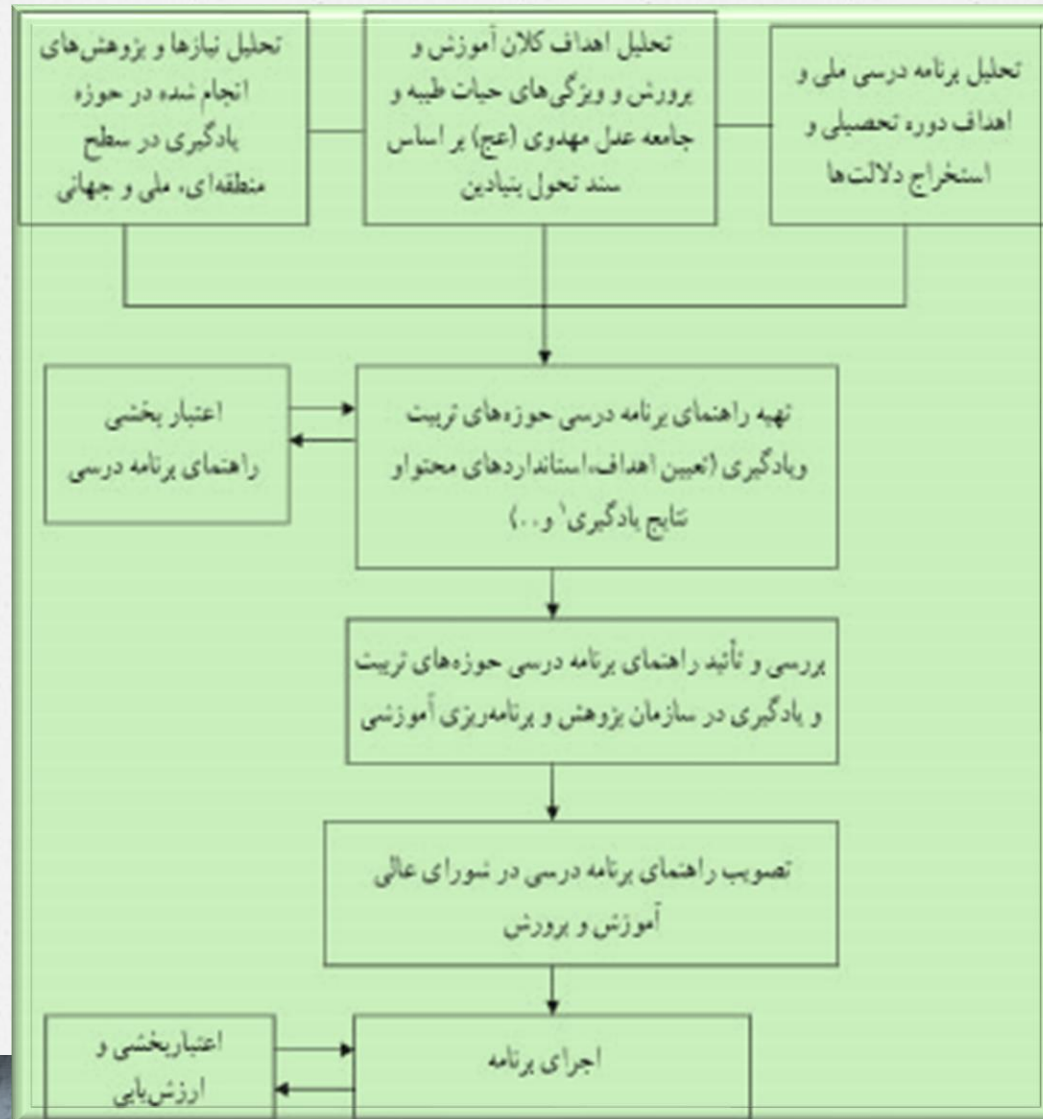 تحلیل برنامه درسی ملی و
اهداف دوره تحصیلی و
استخراج دلالت‌ها
تحلیل اهداف کلان آموزش و
پرورش و ویژگی‌های حیات طیبه و
جامعه عدل مهدوی (عج) بر اساس
سند تحول بنیادین
تحلیل نیازها و پژوهش‌های
انجام شده در حوزه
یادگیری در سطح
منطقه‌ای، ملی و جهانی
تهیه راهنمای برنامه درسی حوزه‌های تربیت
ویادگیری (تعیین اهداف،استانداردهای محتوا و
نتایج یادگیری۱ و..)
اعتبار بخشی
راهنمای برنامه درسی
بررسی و تأئید راهنمای برنامه درسی حوزه‌های تربیت
و یادگیری در سازمان پژوهش و برنامه‌ریزی آموزشی
تصویب راهنمای برنامه درسی در شورای عالی
آموزش و پرورش
اجرای برنامه
اعتباربخشی و
ارزش‌یابی